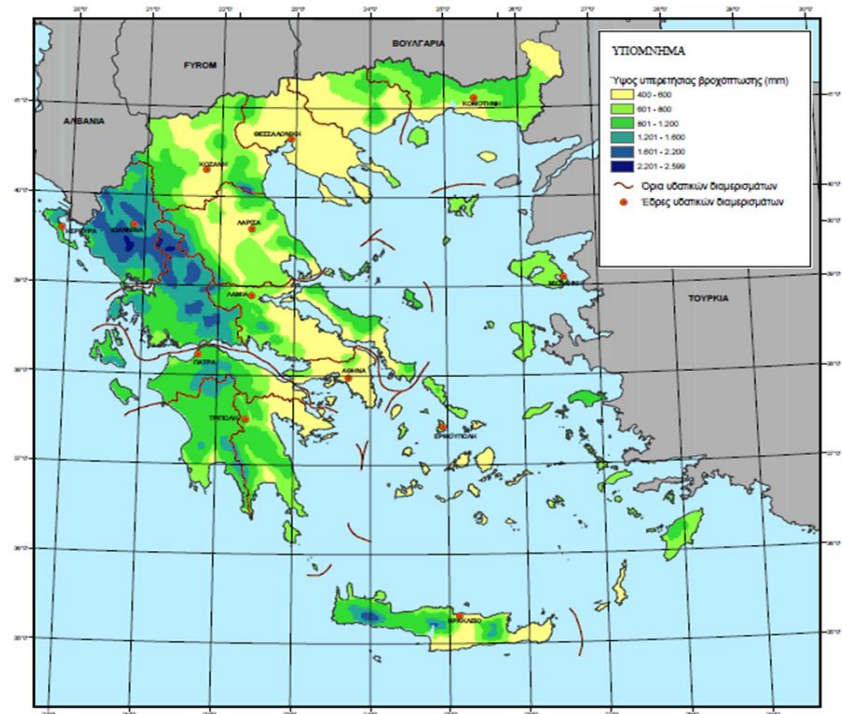 ΒΟΥΛΓΑΡΙΑ
FYROM
ΑΛΒΑΝΙΑ
ΤΟΥΡΚΙΑ
ΥΠΟΜΝΗΜΑ
Ύψος υπερετήσιας βροχόπτωσης (mm)
400 - 600
601 - 800
801 - 1.200
1.201 - 1.600
1.601 - 2.200
2.201 - 2.599
Όρια υδατικών διαμερισμάτων
Έδρες υδατικών διαμερισμάτων
ΚΟΜΟΤΗΝΗ
ΘΕΣΣΑΛΟΝΙΚΗ
ΚΟΖΑΝΗ
ΚΕΡΚΥΡΑ
ΙΩΑΝΝΙΝΑ
ΛΑΡΙΣΑ
ΛΑΜΙΑ
ΠΑΤΡΑ
ΑΘΗΝΑ
ΤΡΙΠΟΛΗ
ΕΡΜΟΥΠΟΛΗ
ΗΡΑΚΛΕΙΟ